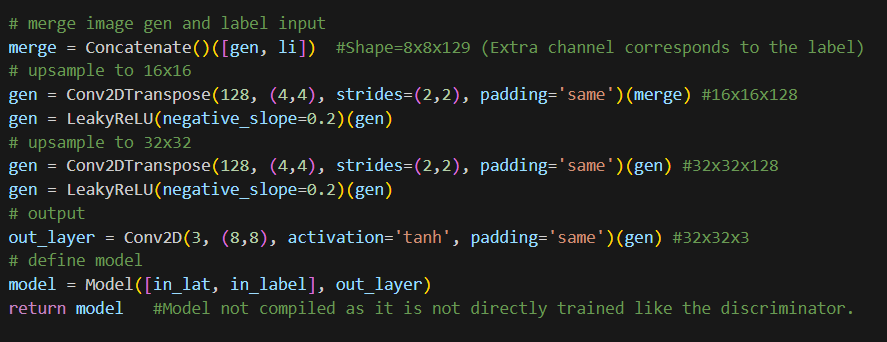 # merge image gen and label input
merge = Concatenate()([gen, li])  #Shape=8x8x129 (Extra channel corresponds to the label)
# upsample to 16x16
gen = Conv2DTranspose(128, (4,4), strides=(2,2), padding='same')(merge) #16x16x128
gen = LeakyReLU(negative_slope=0.2)(gen)
# upsample to 32x32
gen = Conv2DTranspose(128, (4,4), strides=(2,2), padding='same')(gen) #32x32x128
gen = LeakyReLU(negative_slope=0.2)(gen)
# output
out_layer = Conv2D(3, (8,8), activation='tanh', padding='same')(gen) #32x32x3
# define model
model = Model([in_lat, in_label], out_layer)
return model   #Model not compiled as it is not directly trained like the discriminator.